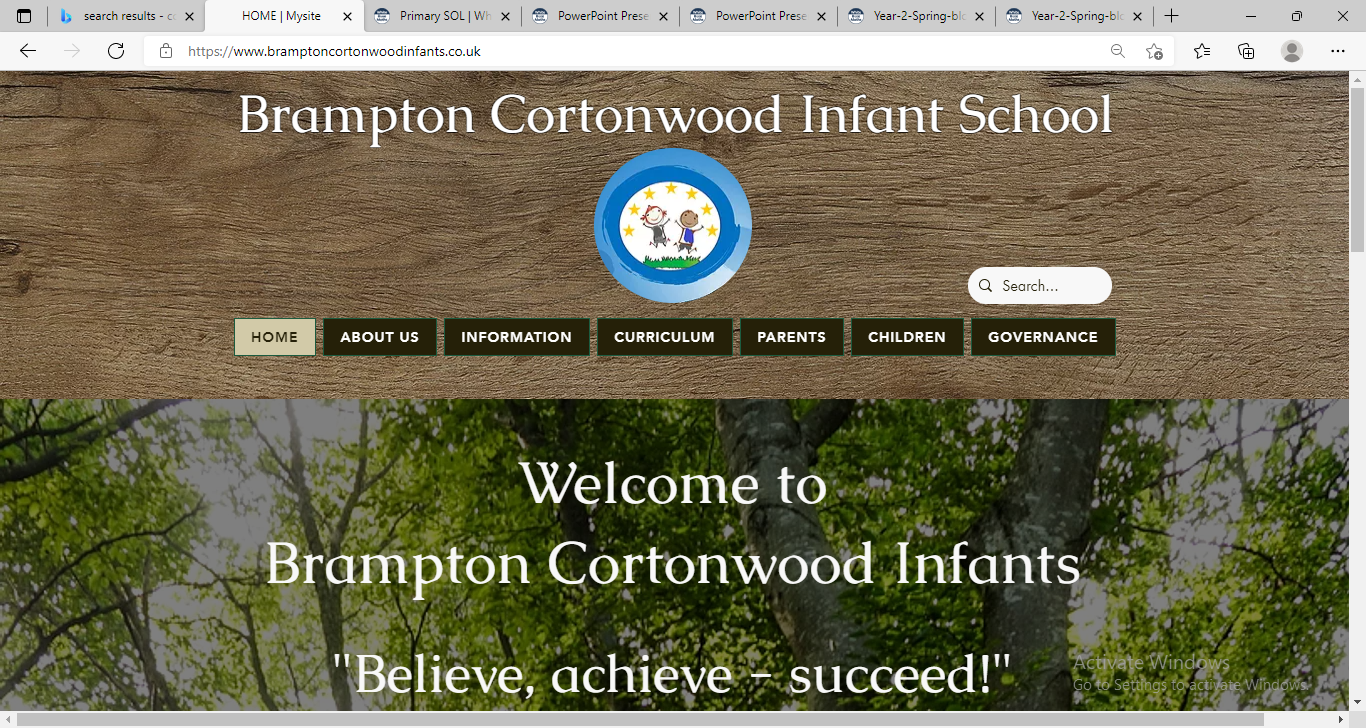 search results - c
HOME | Mysite
Primary SOL | Wh
PowerPoint Prese
PowerPoint Prese
Year-2-Spring-blo
Year-2-Spring-blo
https://www.bramptoncortonwoodinfants.co.uk
Brampton Cortonwood Infant School
Search...
HOME
ABOUT US
INFORMATION
CURRICULUM
PARENTS
CHILDREN
GOVERNANCE
Welcome to
Brampton Cortonwood Infants
"Believe, achieve - succeed!"
Activate Windows
Go to Settings to activate Windows.